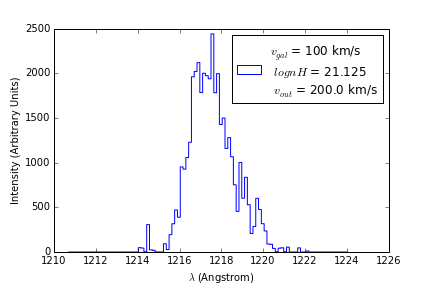 2500
2000
1500
1000
500
0
Intensity (Arbitrary Units)
v_gal = 100 km/s
lognH = 21.125
v_out = 200.0 km/s
1210 1212 1214 1216 1218 1220 1222 1224 1226
λ (Angstrom)